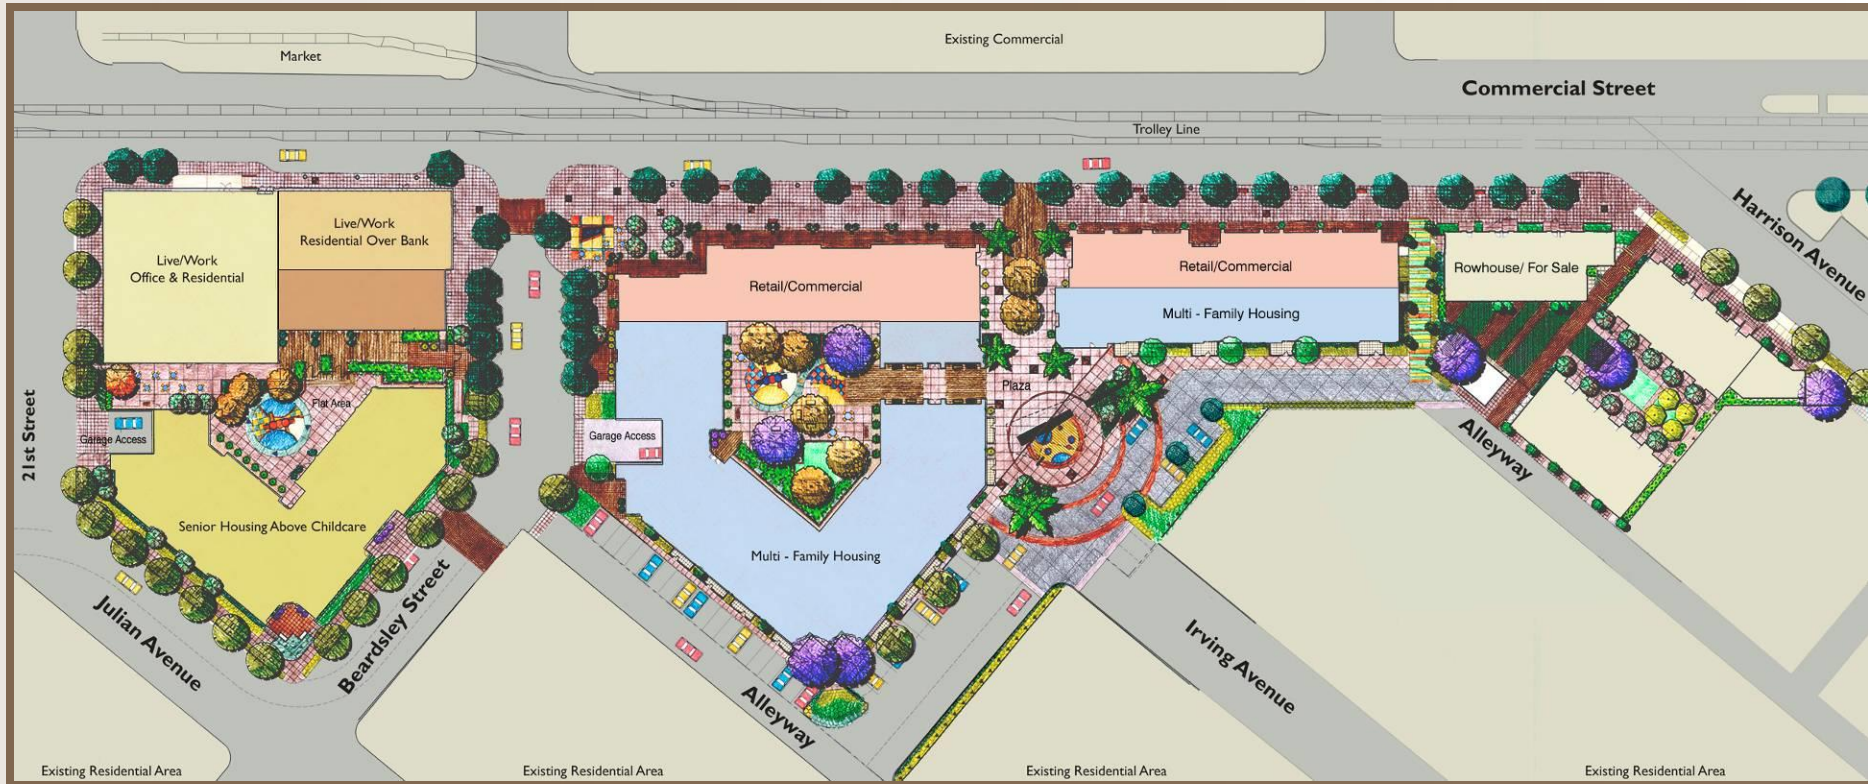 Market
Existing Commercial
Commercial Street
Trolley Line
Harrison Avenue
Live/Work
Office & Residential
Live/Work
Residential Over Bank
Retail/Commercial
Retail/Commercial
Multi - Family Housing
Rowhouse/ For Sale
21st Street
Flat Area
Garage Access
Garage Access
Plaza
Alleyway
Senior Housing Above Childcare
Multi - Family Housing
Julian Avenue
Beardsley Street
Alleyway
Irving Avenue
Existing Residential Area
Existing Residential Area
Existing Residential Area
Existing Residential Area